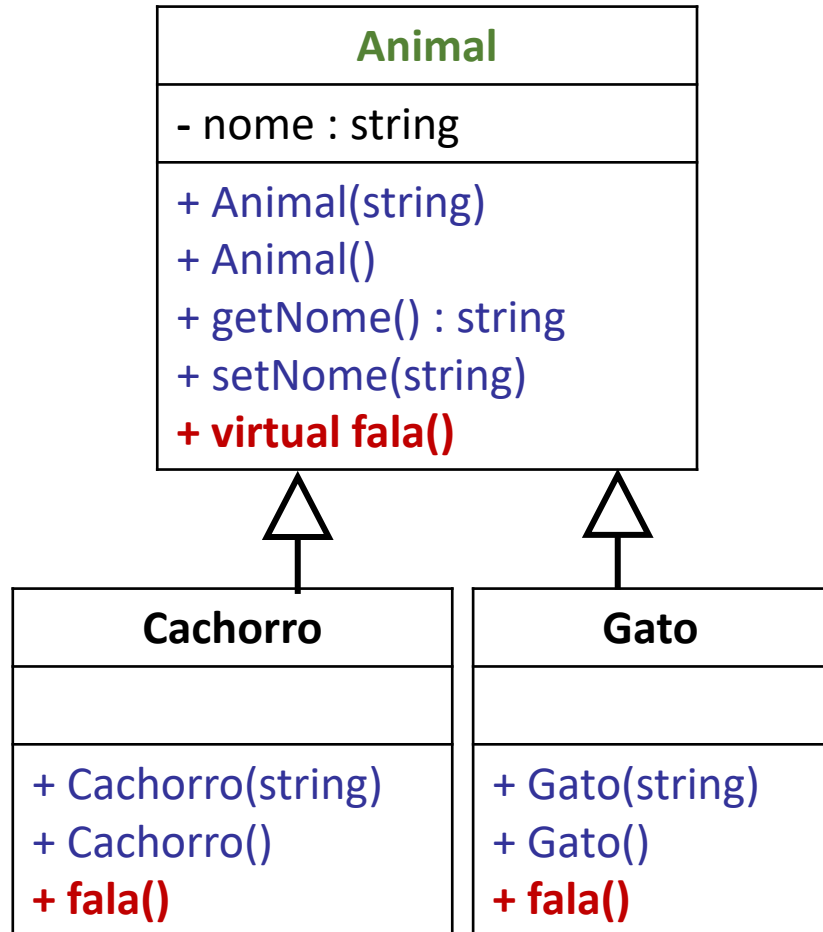 Animal
- nome : string
+ Animal(string)
+ Animal()
+ getNome() : string
+ setNome(string)
+ virtual fala()
Cachorro
+ Cachorro(string)
+ Cachorro()
+ fala()
Gato
+ Gato(string)
+ Gato()
+ fala()